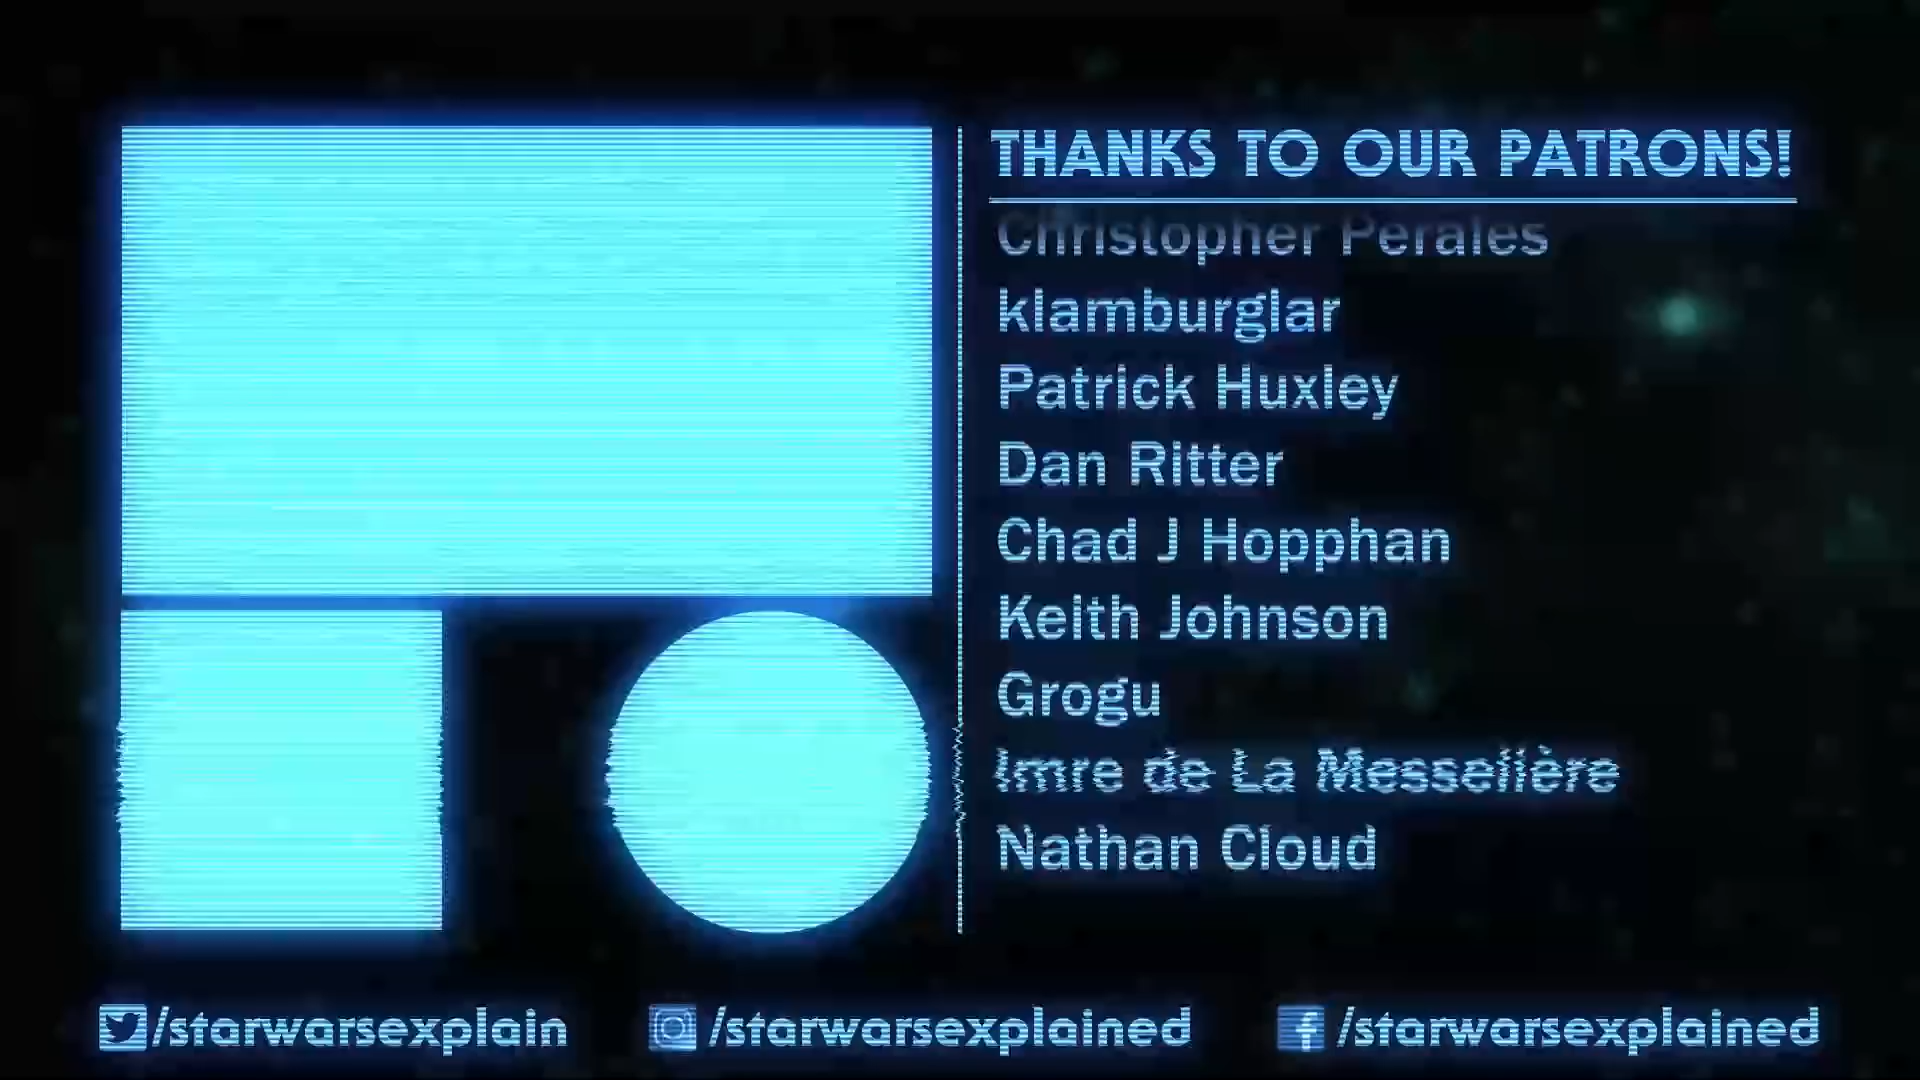 THANKS TO OUR PATRONS!
Christopher Perales
klamburglar
Patrick Huxley
Dan Ritter
Chad J Hopphan
Keith Johnson
Grogu
Imre de La Messelière
Nathan Cloud
/starwarsexplain
/starwarsexplained
/starwarsexplained